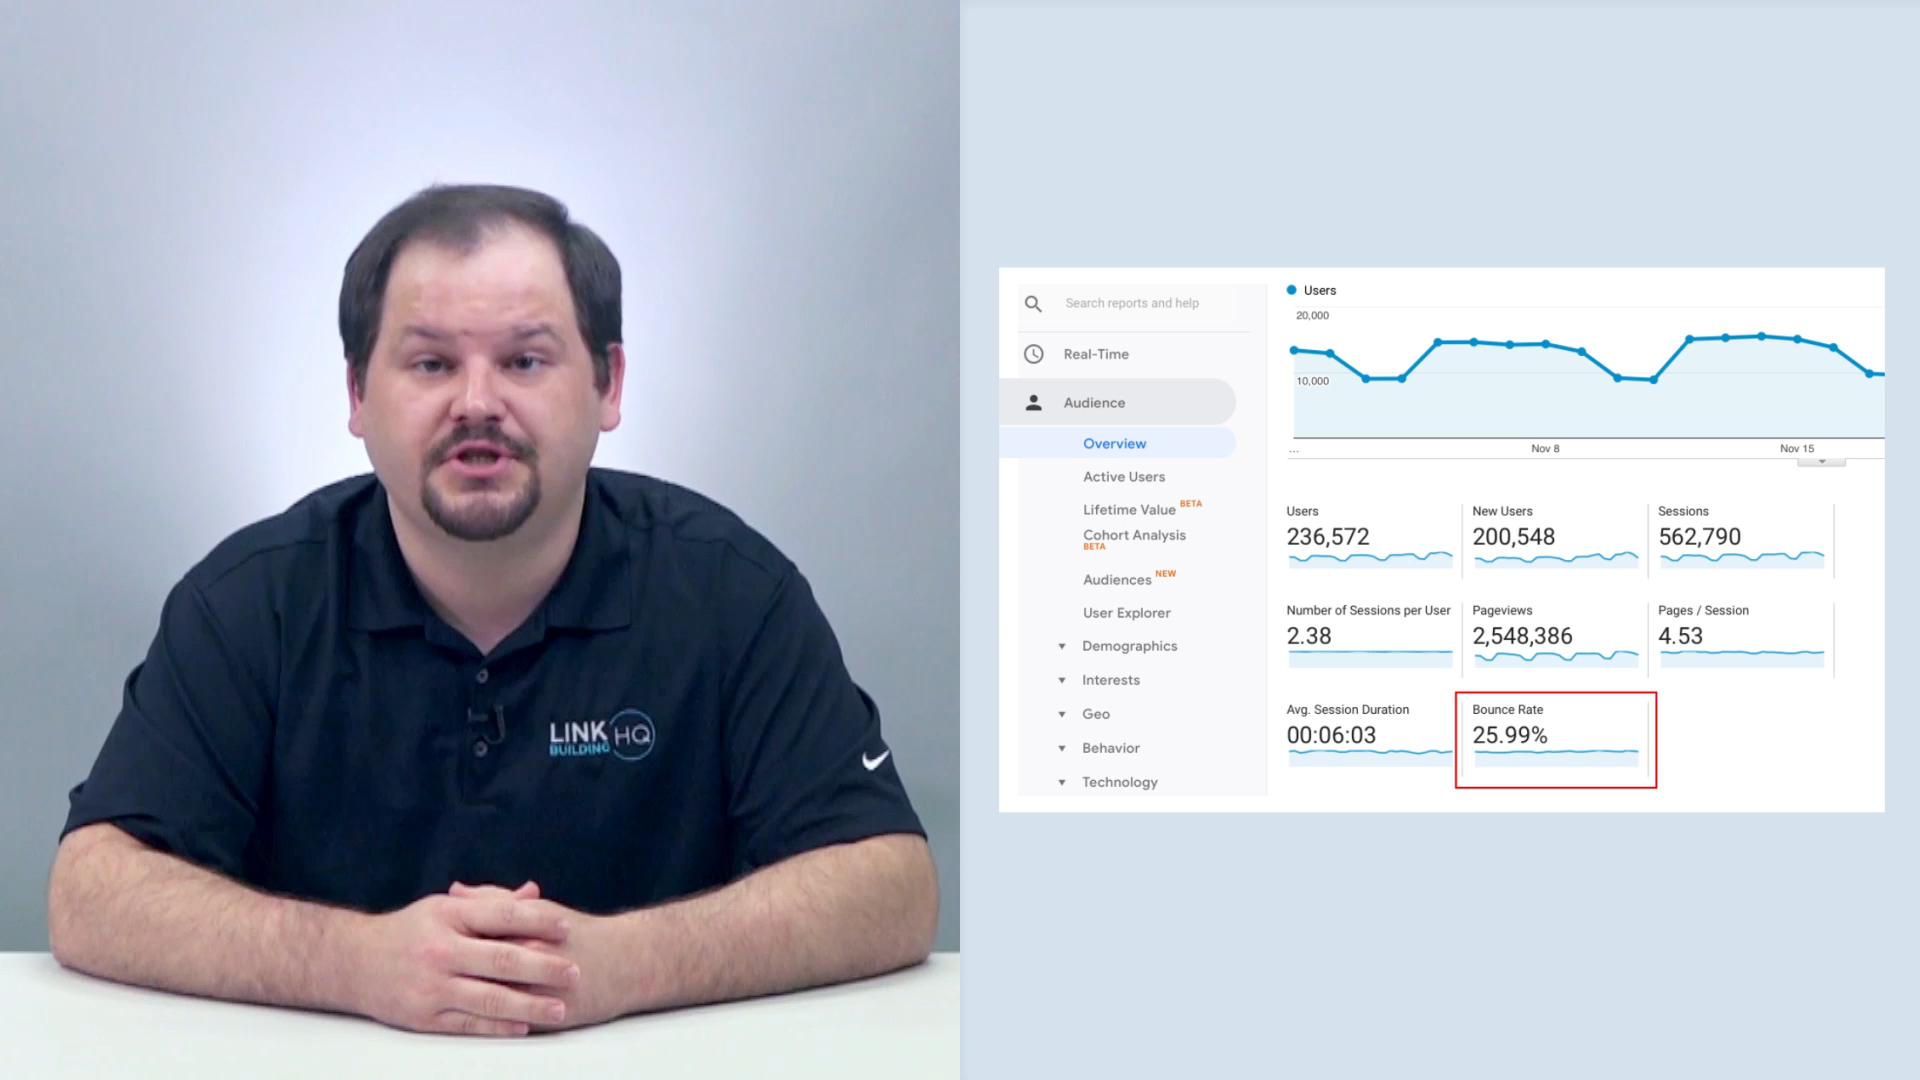 LINK
BUILDING
HQ
Search reports and help
Real-Time
Audience
Overview
Active Users
Lifetime Value BETA
Cohort Analysis
BETA
Audiences NEW
User Explorer
Demographics
Interests
Geo
Behavior
Technology
Users
20,000
10,000
... Nov 8 Nov 15
Users New Users Sessions
236,572 200,548 562,790
Number of Sessions per User Pageviews Pages / Session
2.38 2,548,386 4.53
Avg. Session Duration Bounce Rate
00:06:03 25.99%